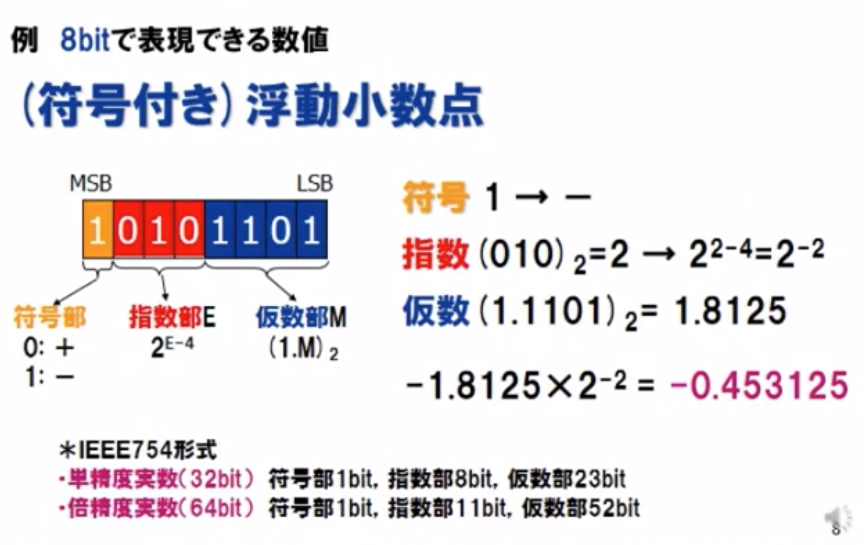 例 8bitで表現できる数値
(符号付き)浮動小数点
MSB LSB
1 0 1 0 1 1 0 1
符号部 指数部E 仮数部M
0: + 2^{E-4} (1.M)₂
1: −
符号 1 → −
指数(010)₂=2 → 2²⁻⁴=2⁻²
仮数(1.1101)₂= 1.8125
−1.8125×2⁻² = −0.453125
*IEEE754形式
・単精度実数(32bit) 符号部1bit, 指数部8bit, 仮数部23bit
・倍精度実数(64bit) 符号部1bit, 指数部11bit, 仮数部52bit
8